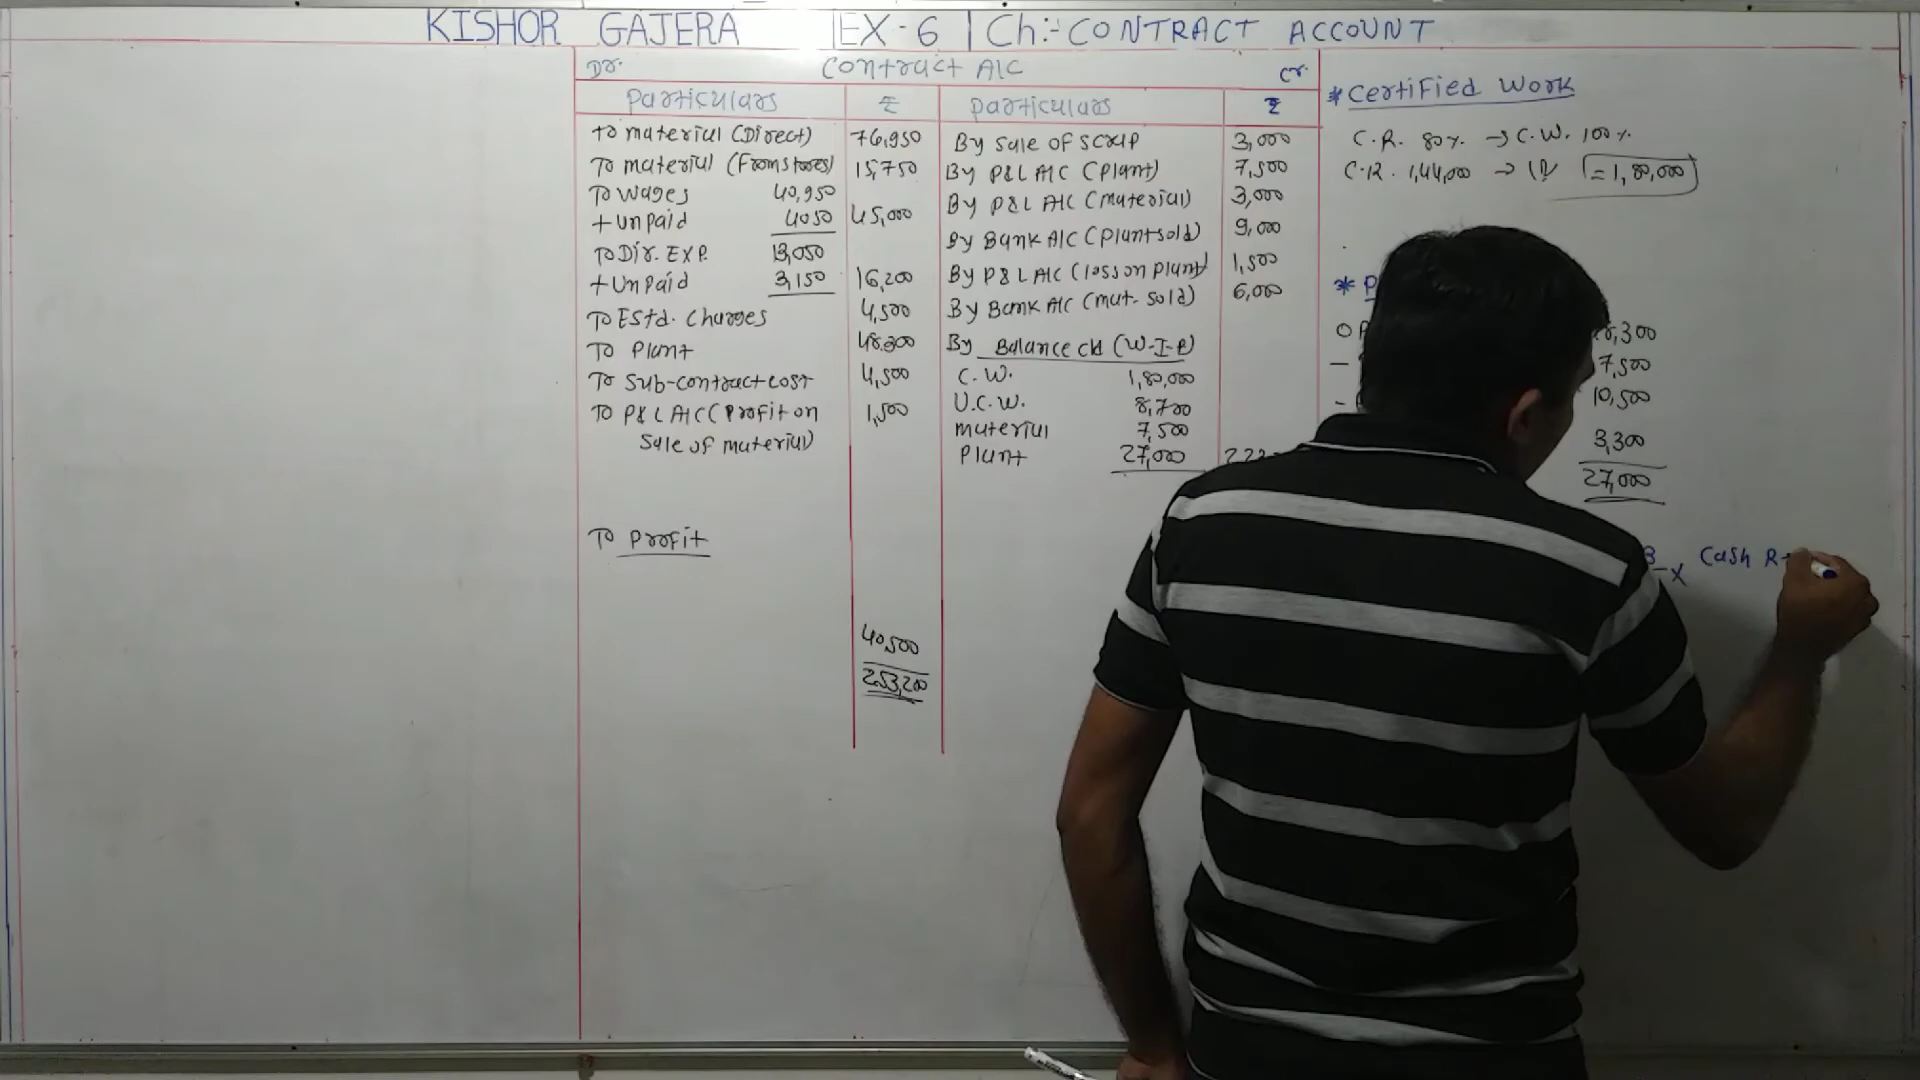 KISHOR GAJERA EX-6 Ch:-CONTRACT ACCOUNT
Dr. Contract A/C Cr.
Particulars ₹ Particulars ₹
To material (Direct) 76,950
To material (From stores) 15,750
To Wages 40,950
+ Unpaid 4050 45,000
To Dir. Exp. 13,050
+ Unpaid 3,150 16,200
To Estd. Charges 4,500
To Plant 48,300
To Sub-contract cost 4,500
To P&L A/C (Profit on 1,500
Sale of material)
To Profit
40,500
253,200
By Sale of Scrap 3,000
By P&L A/C (Plant) 7,500
By P&L A/C (material) 3,000
By Bank A/C (Plant sold) 9,000
By P&L A/C (loss on plant) 1,500
By Bank A/C (mat. sold) 6,000
By Balance c/d (W-I-P)
C.W. 1,80,000
U.C.W. 8,700
material 7,500
Plant 27,000
* Certified Work
C.R. 80% → C.W. 100%
C.R. 1,44,000 → = 1,80,000
*
7,500
10,500
3,300
27,000
x Cash